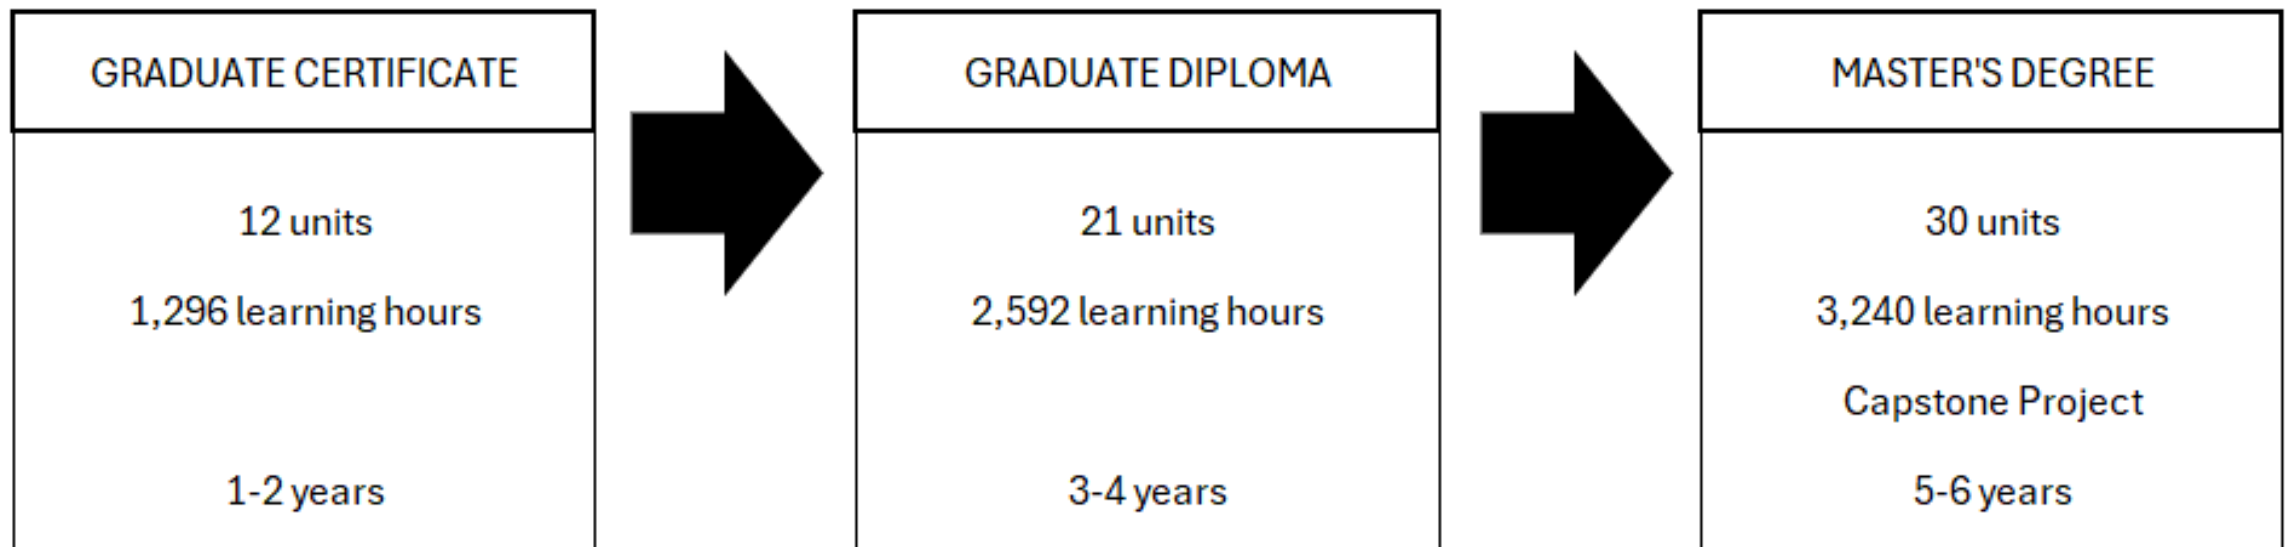 GRADUATE CERTIFICATE
12 units
1,296 learning hours
1-2 years
GRADUATE DIPLOMA
21 units
2,592 learning hours
3-4 years
MASTER'S DEGREE
30 units
3,240 learning hours
Capstone Project
5-6 years